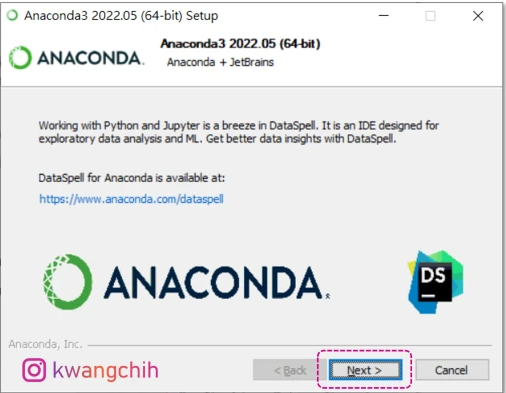 Anaconda3 2022.05 (64-bit) Setup
ANACONDA.
Anaconda3 2022.05 (64-bit)
Anaconda + JetBrains
Working with Python and Jupyter is a breeze in DataSpell. It is an IDE designed for
exploratory data analysis and ML. Get better data insights with DataSpell.
DataSpell for Anaconda is available at:
https://www.anaconda.com/dataspell
ANACONDA.
DS
Anaconda, Inc.
kwangchih
< Back
Next >
Cancel